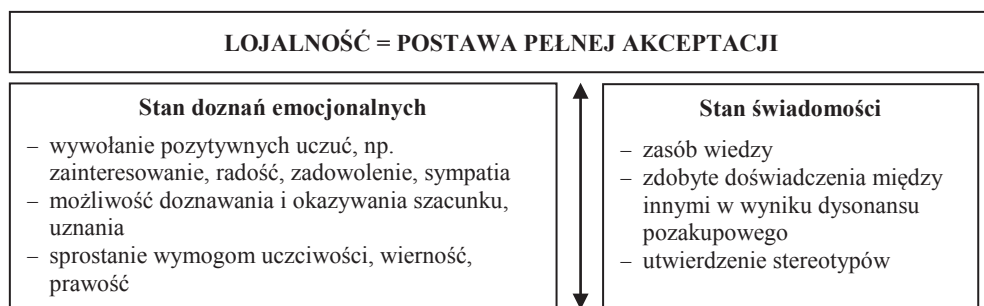 LOJALNOŚĆ = POSTAWA PEŁNEJ AKCEPTACJI
Stan doznań emocjonalnych
– wywołanie pozytywnych uczuć, np.
zainteresowanie, radość, zadowolenie, sympatia
– możliwość doznawania i okazywania szacunku,
uznania
– sprostanie wymogom uczciwości, wierność,
prawość
Stan świadomości
– zasób wiedzy
– zdobyte doświadczenia między
innymi w wyniku dysonansu
pozakupowego
– utwierdzenie stereotypów